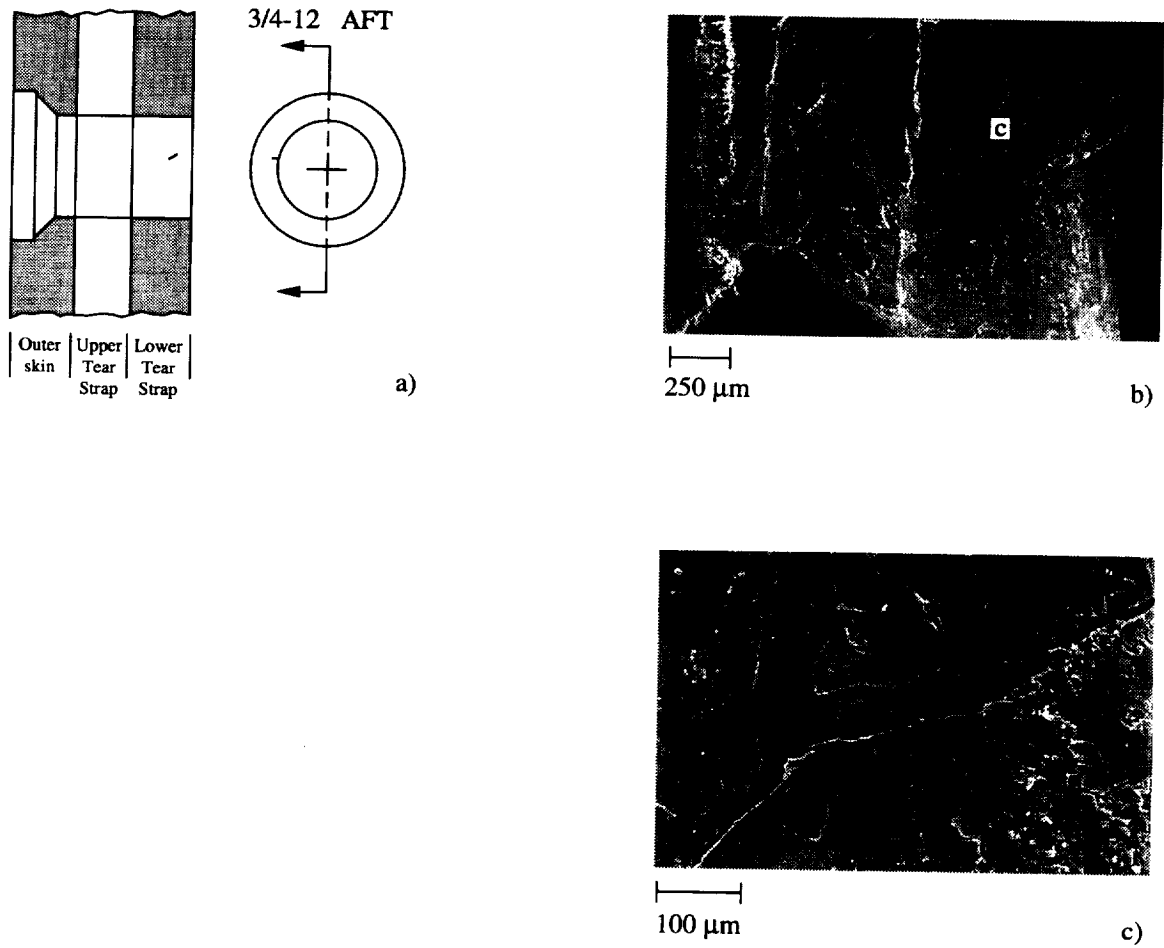 3/4-12 AFT
Outer
skin
Upper
Tear
Strap
Lower
Tear
Strap
a)
c
250 μm
b)
100 μm
c)